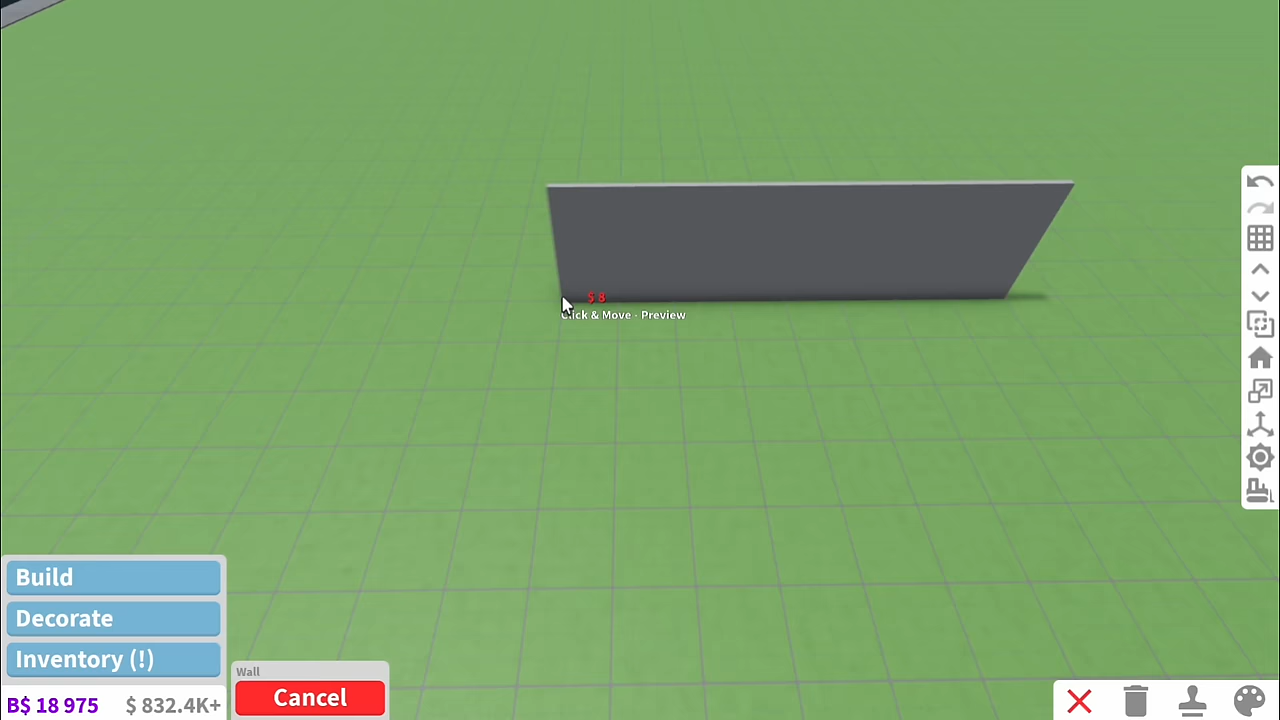 $ 8
Click & Move - Preview
Build
Decorate
Inventory (!)
Wall
Cancel
B$ 18 975 $ 832.4K+